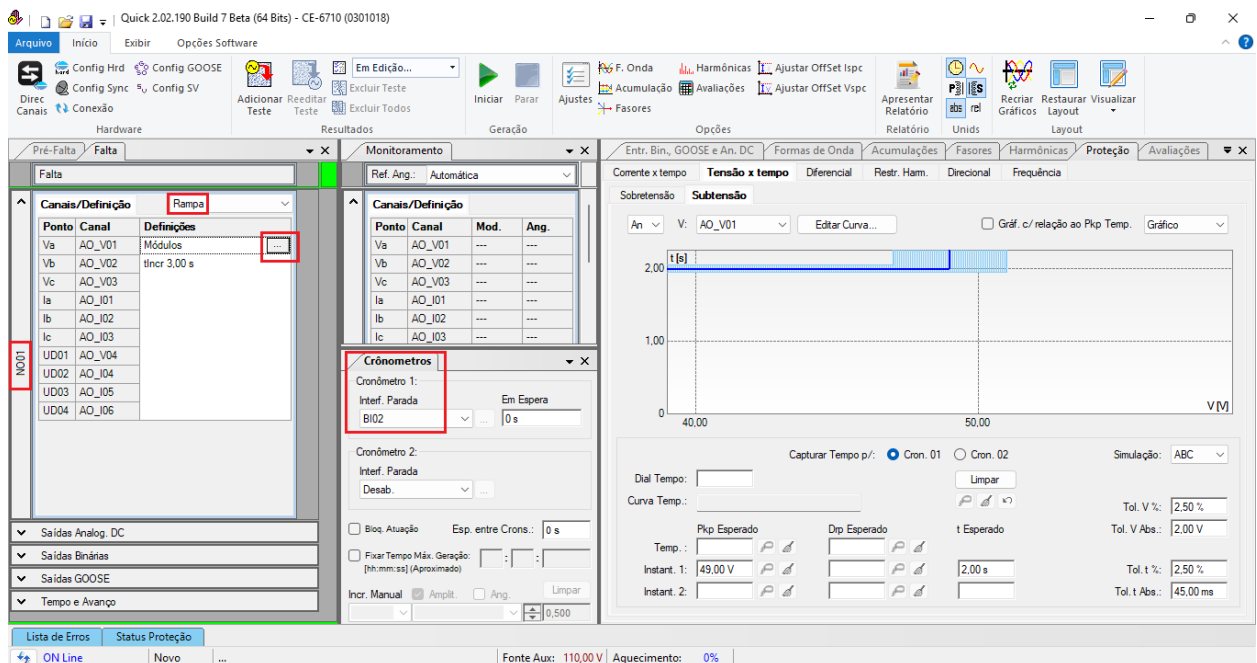 Quick 2.02.190 Build 7 Beta (64 Bits) - CE-6710 (0301018)
Arquivo Início Exibir Opções Software
Direc Canais
Config Hrd Config GOOSE
Config Sync Config SV
Conexão
Hardware
Adicionar Teste
Reeditar Teste
Em Edição...
Excluir Teste
Excluir Todos
Resultados
Iniciar Parar
Geração
Ajustes
F. Onda Harmônicas Ajustar OffSet Ispc
Acumulação Avaliações Ajustar OffSet Vspc
Fasores
Opções
Apresentar Relatório
Relatório
abs rel
Unids
Recriar Gráficos
Restaurar Layout
Visualizar
Layout
Pré-Falta Falta
Falta
Canais/Definição Rampa
Ponto Canal Definições
Va AO_V01 Módulos ...
Vb AO_V02 tIncr 3,00 s
Vc AO_V03
Ia AO_I01
Ib AO_I02
Ic AO_I03
UD01 AO_V04
UD02 AO_I04
UD03 AO_I05
UD04 AO_I06
NO01
Saídas Analog. DC
Saídas Binárias
Saídas GOOSE
Tempo e Avanço
Monitoramento
Ref. Ang.: Automática
Canais/Definição
Ponto Canal Mod. Ang.
Va AO_V01 --- ---
Vb AO_V02 --- ---
Vc AO_V03 --- ---
Ia AO_I01 --- ---
Ib AO_I02 --- ---
Ic AO_I03 --- ---
Crônometros
Cronômetro 1:
Interf. Parada Em Espera
BI02 ... 0 s
Cronômetro 2:
Interf. Parada
Desab. ...
Bloq. Atuação Esp. entre Crons.: 0 s
Fixar Tempo Máx. Geração: : :
[hh:mm:ss] (Aproximado)
Limpar
Incr. Manual Amplit. Ang.
0,500
Entr. Bin., GOOSE e An. DC Formas de Onda Acumulações Fasores Harmônicas Proteção Avaliações
Corrente x tempo Tensão x tempo Diferencial Restr. Harm. Direcional Frequência
Sobretensão Subtensão
An V: AO_V01 Editar Curva... Gráf. c/ relação ao Pkp Temp. Gráfico
t [s]
2,00
1,00
0
40,00 50,00
V [V]
Capturar Tempo p/: Cron. 01 Cron. 02 Simulação: ABC
Dial Tempo: Limpar
Curva Temp.: Tol. V %: 2,50 %
Pkp Esperado Drp Esperado t Esperado Tol. V Abs.: 2,00 V
Temp. :
Instant. 1: 49,00 V 2,00 s Tol. t %: 2,50 %
Instant. 2: Tol. t Abs.: 45,00 ms
Lista de Erros Status Proteção
ON Line Novo ... Fonte Aux: 110,00 V Aquecimento: 0%